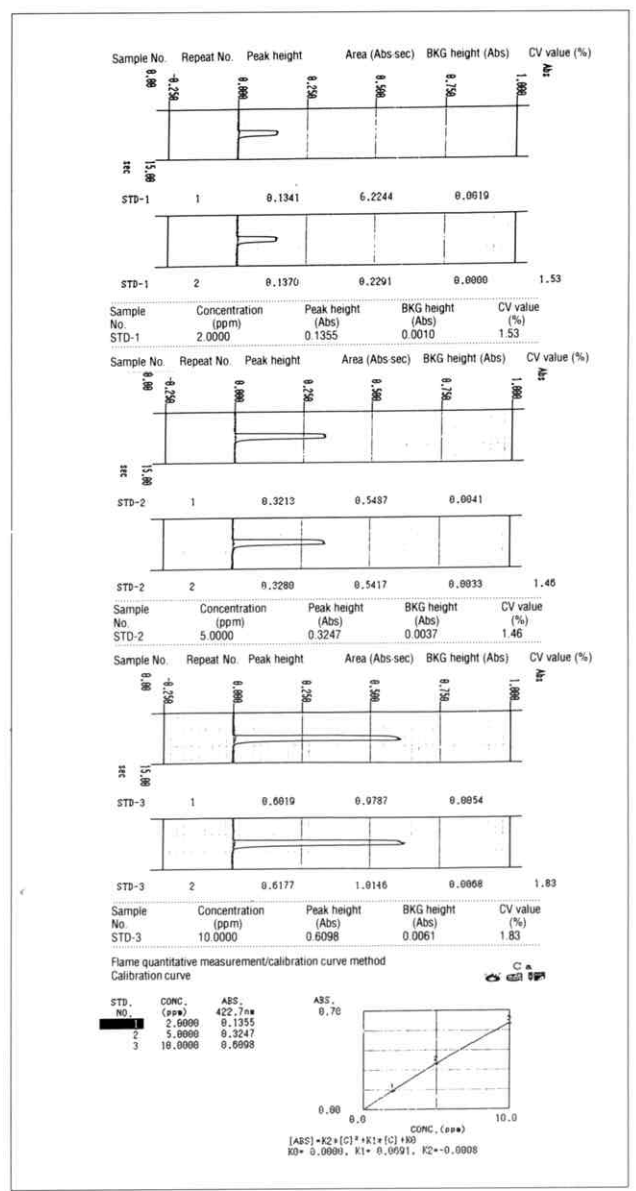 Sample No. Repeat No. Peak height Area (Abs·sec) BKG height (Abs) CV value (%)
0.00 -0.250 0.000 0.250 0.500 0.750 1.000 Abs
sec 15.00
STD-1 1 0.1341 6.2244 0.0019
STD-1 2 0.1370 0.2291 0.0000 1.53
Sample Concentration Peak height BKG height CV value
No. (ppm) (Abs) (Abs) (%)
STD-1 2.0000 0.1355 0.0010 1.53
Sample No. Repeat No. Peak height Area (Abs·sec) BKG height (Abs) CV value (%)
0.00 -0.250 0.000 0.250 0.500 0.750 1.000 Abs
sec 15.00
STD-2 1 0.3213 0.5487 0.0041
STD-2 2 0.3280 0.5417 0.0033 1.46
Sample Concentration Peak height BKG height CV value
No. (ppm) (Abs) (Abs) (%)
STD-2 5.0000 0.3247 0.0037 1.46
Sample No. Repeat No. Peak height Area (Abs·sec) BKG height (Abs) CV value (%)
0.00 -0.250 0.000 0.250 0.500 0.750 1.000 Abs
sec 15.00
STD-3 1 0.6019 0.9787 0.0054
STD-3 2 0.6177 1.0146 0.0068 1.83
Sample Concentration Peak height BKG height CV value
No. (ppm) (Abs) (Abs) (%)
STD-3 10.0000 0.6098 0.0061 1.83
Flame quantitative measurement/calibration curve method
Calibration curve
Ca
STD. CONC. ABS.
NO. (ppm) 422.7nm
1 2.0000 0.1355
2 5.0000 0.3247
3 10.0000 0.6098
ABS.
0.70
1 2 3
0.00
0.0 10.0
CONC. (ppm)
[ABS]=K2*[C]²+K1*[C]+K0
K0= 0.0000, K1= 0.0691, K2=-0.0008